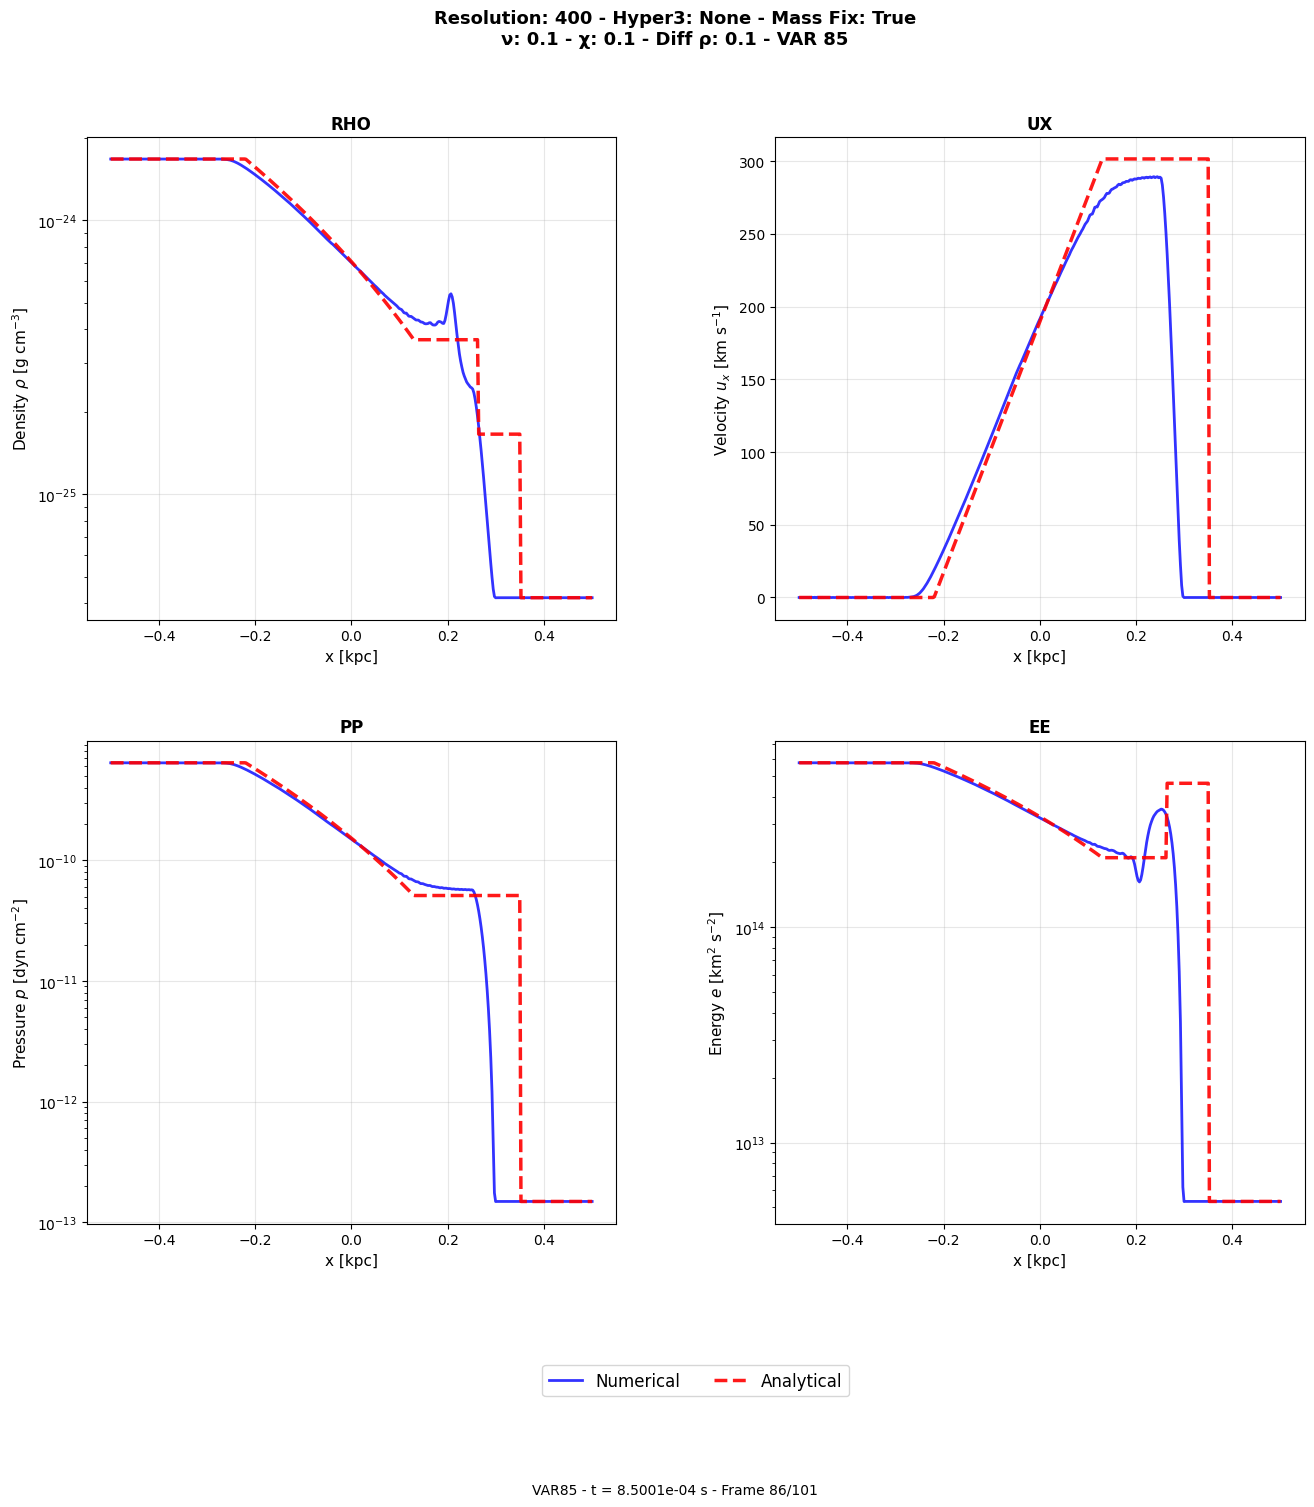 Resolution: 400 - Hyper3: None - Mass Fix: True
ν: 0.1 - χ: 0.1 - Diff ρ: 0.1 - VAR 85
RHO
Density ρ [g cm⁻³]
10⁻²⁴
10⁻²⁵
−0.4 −0.2 0.0 0.2 0.4
x [kpc]
UX
Velocity uₓ [km s⁻¹]
300
250
200
150
100
50
0
−0.4 −0.2 0.0 0.2 0.4
x [kpc]
PP
Pressure p [dyn cm⁻²]
10⁻¹⁰
10⁻¹¹
10⁻¹²
10⁻¹³
−0.4 −0.2 0.0 0.2 0.4
x [kpc]
EE
Energy e [km² s⁻²]
10¹⁴
10¹³
−0.4 −0.2 0.0 0.2 0.4
x [kpc]
Numerical Analytical
VAR85 - t = 8.5001e-04 s - Frame 86/101